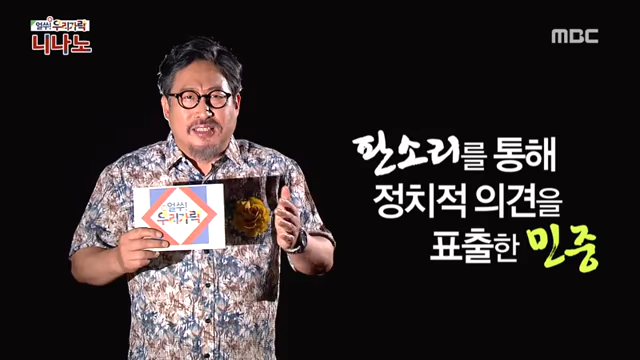 얼쑤! 우리가락
니나노
MBC
판소리를 통해
정치적 의견을
표출한 민중
얼쑤!
우리가락